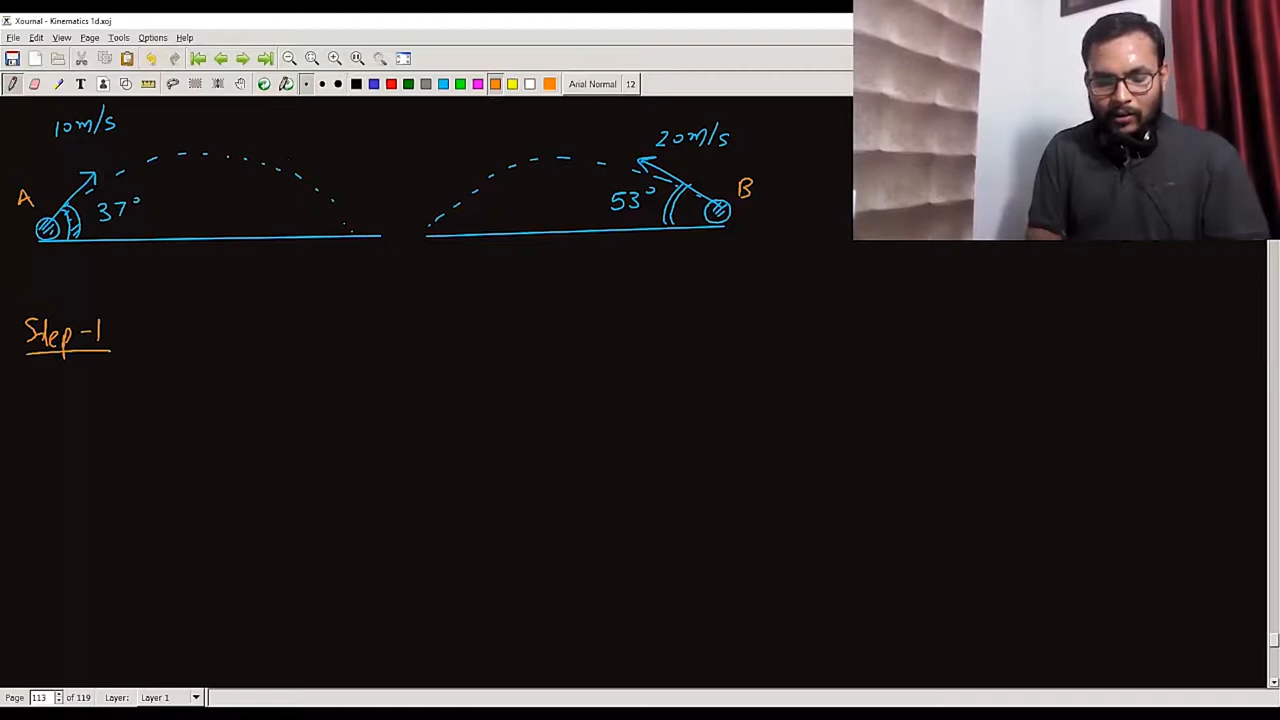 Xournal - Kinematics 1d.xoj
File Edit View Page Tools Options Help
Arial Normal 12
10m/s
20m/s
A
37°
53°
B
Step-1
Page 113 of 119 Layer: Layer 1